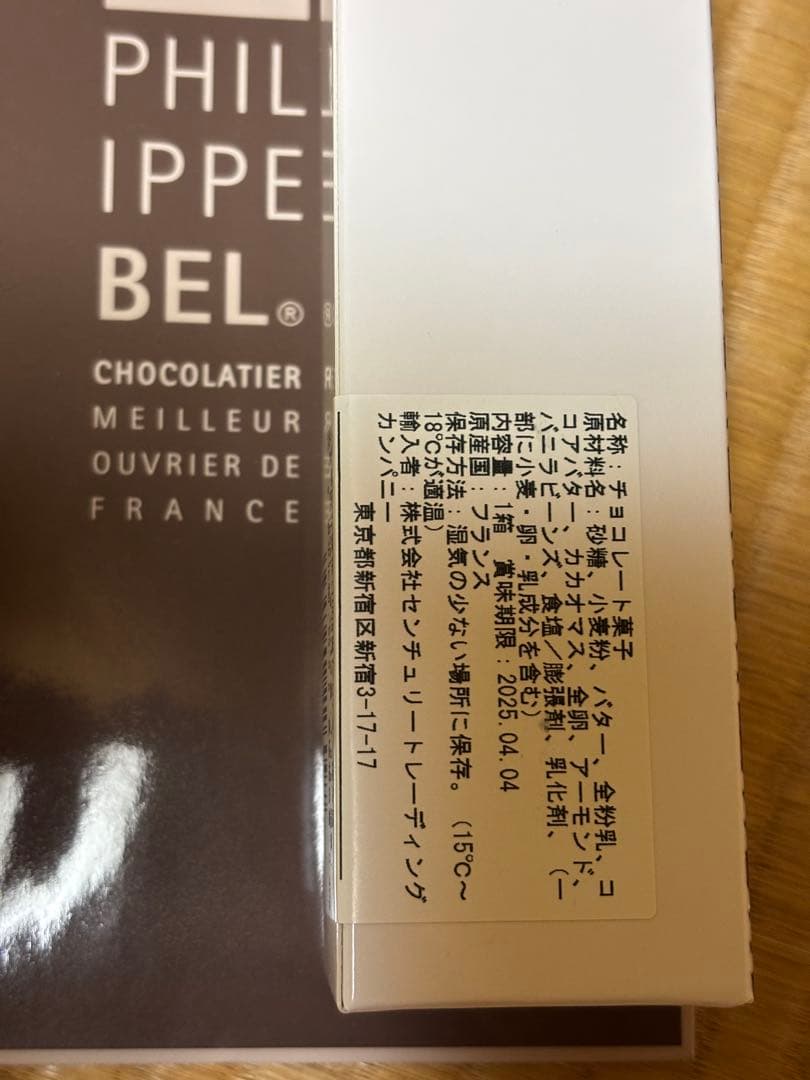 PHIL
IPPE
BEL®
CHOCOLATIER
MEILLEUR
OUVRIER DE
FRANCE
名称：チョコレート菓子
原材料名：砂糖、小麦粉、バター、全粉乳、コ
コアバター、カカオマス、全卵、アーモンド、
バニラビーンズ、食塩／膨張剤、乳化剤、（一
部に小麦・卵・乳成分を含む）
内容量：1箱 賞味期限：2025.04.04
原産国：フランス
保存方法：湿気の少ない場所に保存。（15℃～
18℃が適温）
輸入者：株式会社センチュリートレーディング
カンパニー
東京都新宿区新宿3-17-17